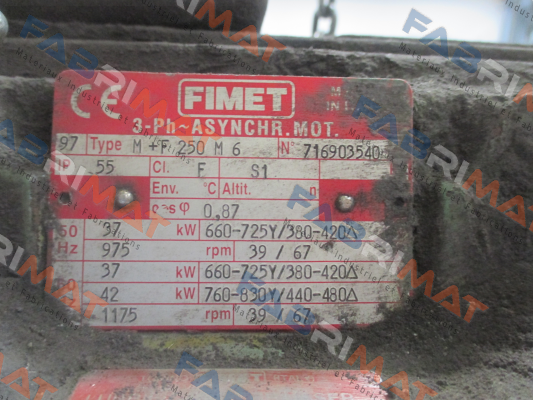 CE FIMET M
IN I
3-Ph~ASYNCHR.MOT.
97 Type M+F 250 M 6 N° 716903540
IP 55 Cl. F S1
Env. °C Altit.
cos φ 0,87
50 Hz 37 kW 660-725Y/380-420Δ
975 rpm 39 / 67
37 kW 660-725Y/380-420Δ
42 kW 760-830Y/440-480Δ
1175 rpm 39 / 67
FABRIMAT